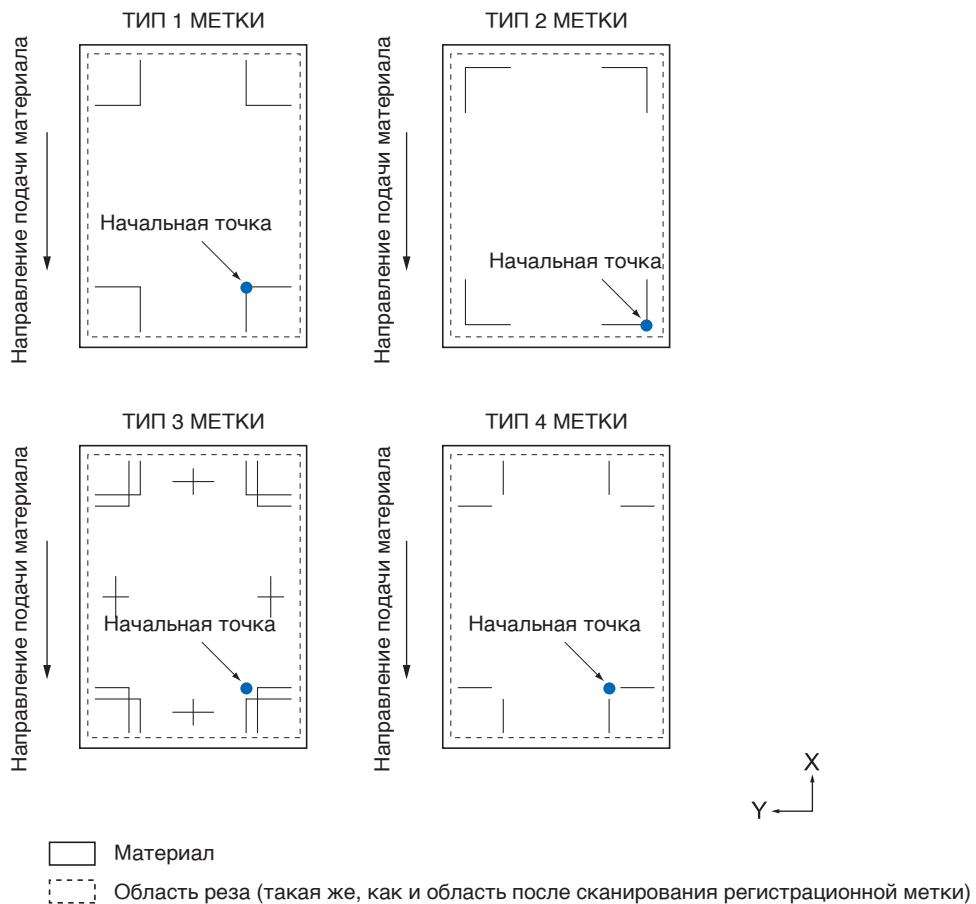 ТИП 1 МЕТКИ
Направление подачи материала
Начальная точка
ТИП 2 МЕТКИ
Направление подачи материала
Начальная точка
ТИП 3 МЕТКИ
Направление подачи материала
Начальная точка
ТИП 4 МЕТКИ
Направление подачи материала
Начальная точка
X
Y
Материал
Область реза (такая же, как и область после сканирования регистрационной метки)